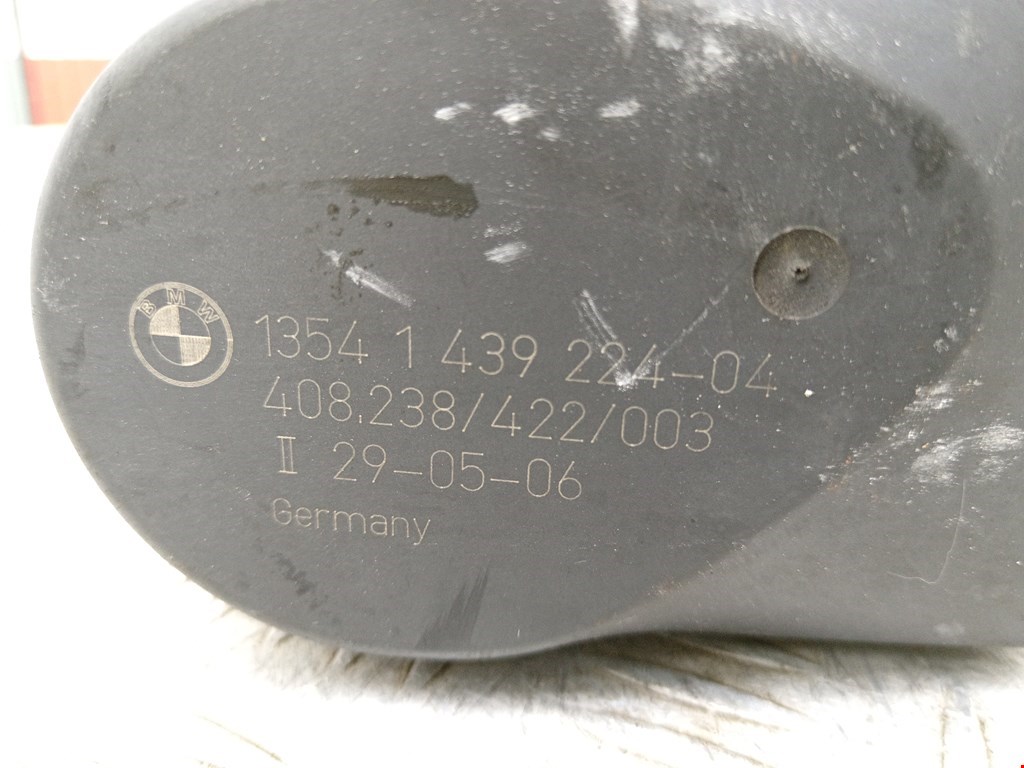 BMW
1354 1 439 224-04
408.238/422/003
II 29-05-06
Germany